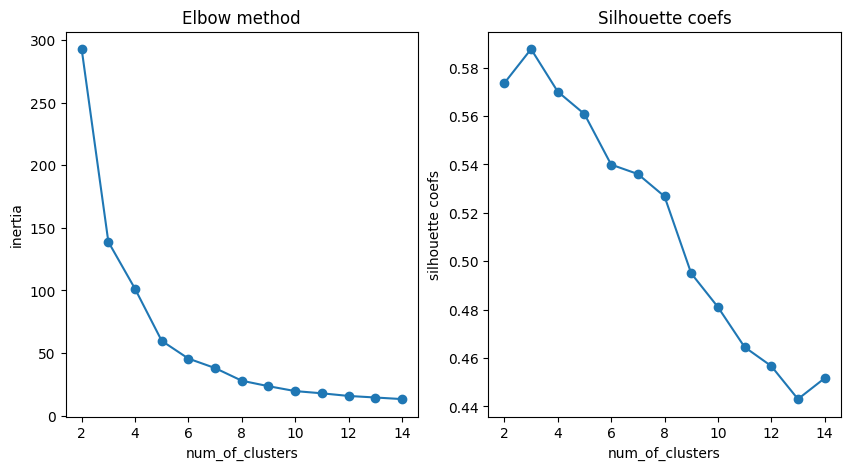 Elbow method
inertia
300
250
200
150
100
50
0
2 4 6 8 10 12 14
num_of_clusters
Silhouette coefs
silhouette coefs
0.58
0.56
0.54
0.52
0.50
0.48
0.46
0.44
2 4 6 8 10 12 14
num_of_clusters